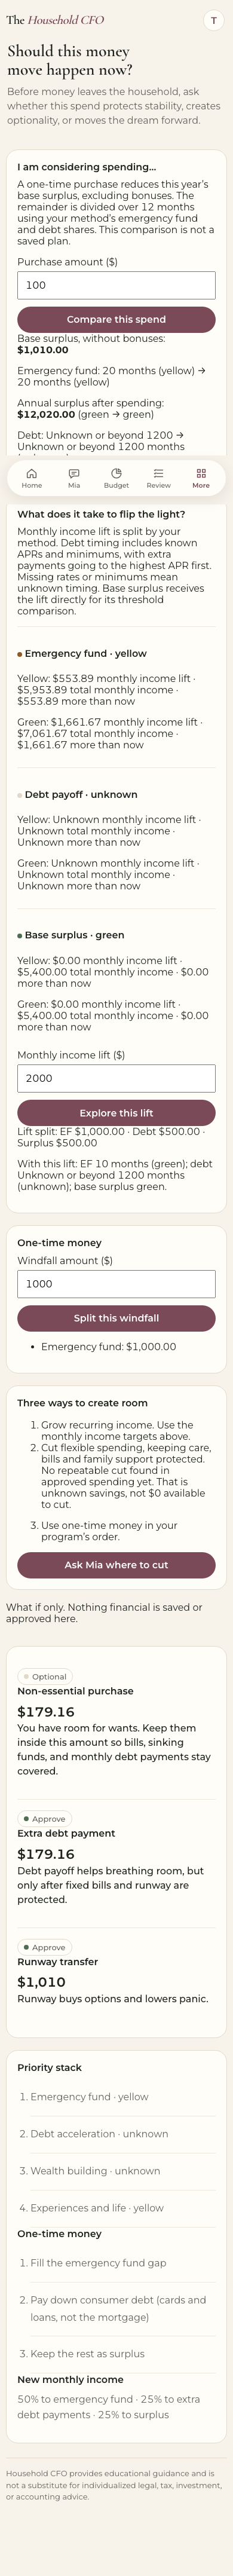 The Household CFO
T
Should this money
move happen now?
Before money leaves the household, ask
whether this spend protects stability, creates
optionality, or moves the dream forward.
I am considering spending...
A one-time purchase reduces this year's
base surplus, excluding bonuses. The
remainder is divided over 12 months
using your method's emergency fund
and debt shares. This comparison is not a
saved plan.
Purchase amount ($)
100
Compare this spend
Base surplus, without bonuses:
$1,010.00
Emergency fund: 20 months (yellow) →
20 months (yellow)
Annual surplus after spending:
$12,020.00 (green → green)
Debt: Unknown or beyond 1200 →
Unknown or beyond 1200 months
Home
Mia
Budget
Review
More
What does it take to flip the light?
Monthly income lift is split by your
method. Debt timing includes known
APRs and minimums, with extra
payments going to the highest APR first.
Missing rates or minimums mean
unknown timing. Base surplus receives
the lift directly for its threshold
comparison.
Emergency fund · yellow
Yellow: $553.89 monthly income lift ·
$5,953.89 total monthly income ·
$553.89 more than now
Green: $1,661.67 monthly income lift ·
$7,061.67 total monthly income ·
$1,661.67 more than now
Debt payoff · unknown
Yellow: Unknown monthly income lift ·
Unknown total monthly income ·
Unknown more than now
Green: Unknown monthly income lift ·
Unknown total monthly income ·
Unknown more than now
Base surplus · green
Yellow: $0.00 monthly income lift ·
$5,400.00 total monthly income · $0.00
more than now
Green: $0.00 monthly income lift ·
$5,400.00 total monthly income · $0.00
more than now
Monthly income lift ($)
2000
Explore this lift
Lift split: EF $1,000.00 · Debt $500.00 ·
Surplus $500.00
With this lift: EF 10 months (green); debt
Unknown or beyond 1200 months
(unknown); base surplus green.
One-time money
Windfall amount ($)
1000
Split this windfall
• Emergency fund: $1,000.00
Three ways to create room
1. Grow recurring income. Use the
monthly income targets above.
2. Cut flexible spending, keeping care,
bills and family support protected.
No repeatable cut found in
approved spending yet. That is
unknown savings, not $0 available
to cut.
3. Use one-time money in your
program's order.
Ask Mia where to cut
What if only. Nothing financial is saved or
approved here.
Optional
Non-essential purchase
$179.16
You have room for wants. Keep them
inside this amount so bills, sinking
funds, and monthly debt payments stay
covered.
Approve
Extra debt payment
$179.16
Debt payoff helps breathing room, but
only after fixed bills and runway are
protected.
Approve
Runway transfer
$1,010
Runway buys options and lowers panic.
Priority stack
1. Emergency fund · yellow
2. Debt acceleration · unknown
3. Wealth building · unknown
4. Experiences and life · yellow
One-time money
1. Fill the emergency fund gap
2. Pay down consumer debt (cards and
loans, not the mortgage)
3. Keep the rest as surplus
New monthly income
50% to emergency fund · 25% to extra
debt payments · 25% to surplus
Household CFO provides educational guidance and is
not a substitute for individualized legal, tax, investment,
or accounting advice.